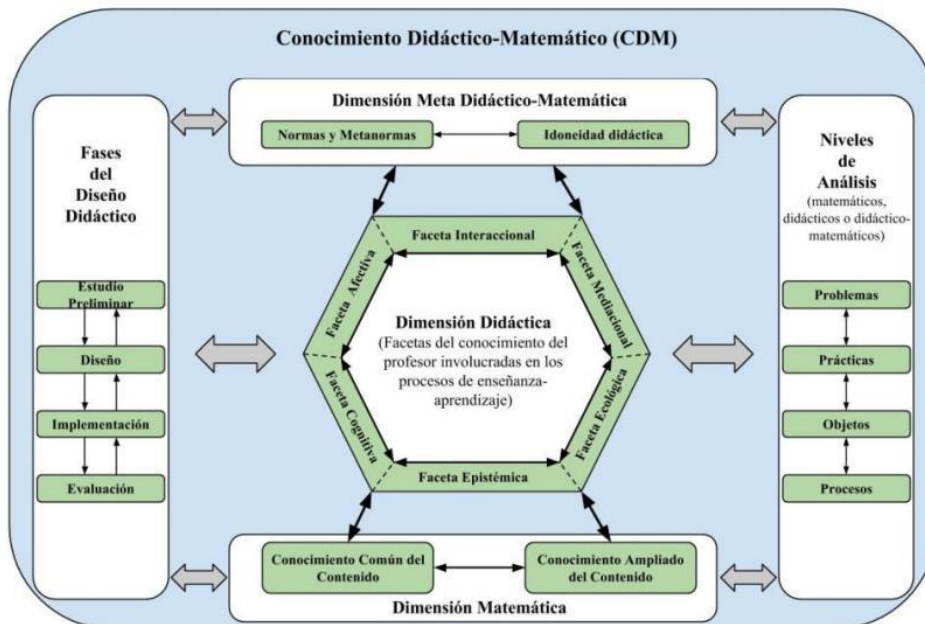 Conocimiento Didáctico-Matemático (CDM)
Dimensión Meta Didáctico-Matemática
Normas y Metanormas
Idoneidad didáctica
Fases
del
Diseño
Didáctico
Estudio
Preliminar
Diseño
Implementación
Evaluación
Faceta Interaccional
Faceta Afectiva
Faceta Mediacional
Dimensión Didáctica
(Facetas del conocimiento del
profesor involucradas en los
procesos de enseñanza-
aprendizaje)
Faceta Cognitiva
Faceta Ecológica
Faceta Epistémica
Niveles
de
Análisis
(matemáticos,
didácticos o didáctico-
matemáticos)
Problemas
Prácticas
Objetos
Procesos
Conocimiento Común del
Contenido
Conocimiento Ampliado
del Contenido
Dimensión Matemática